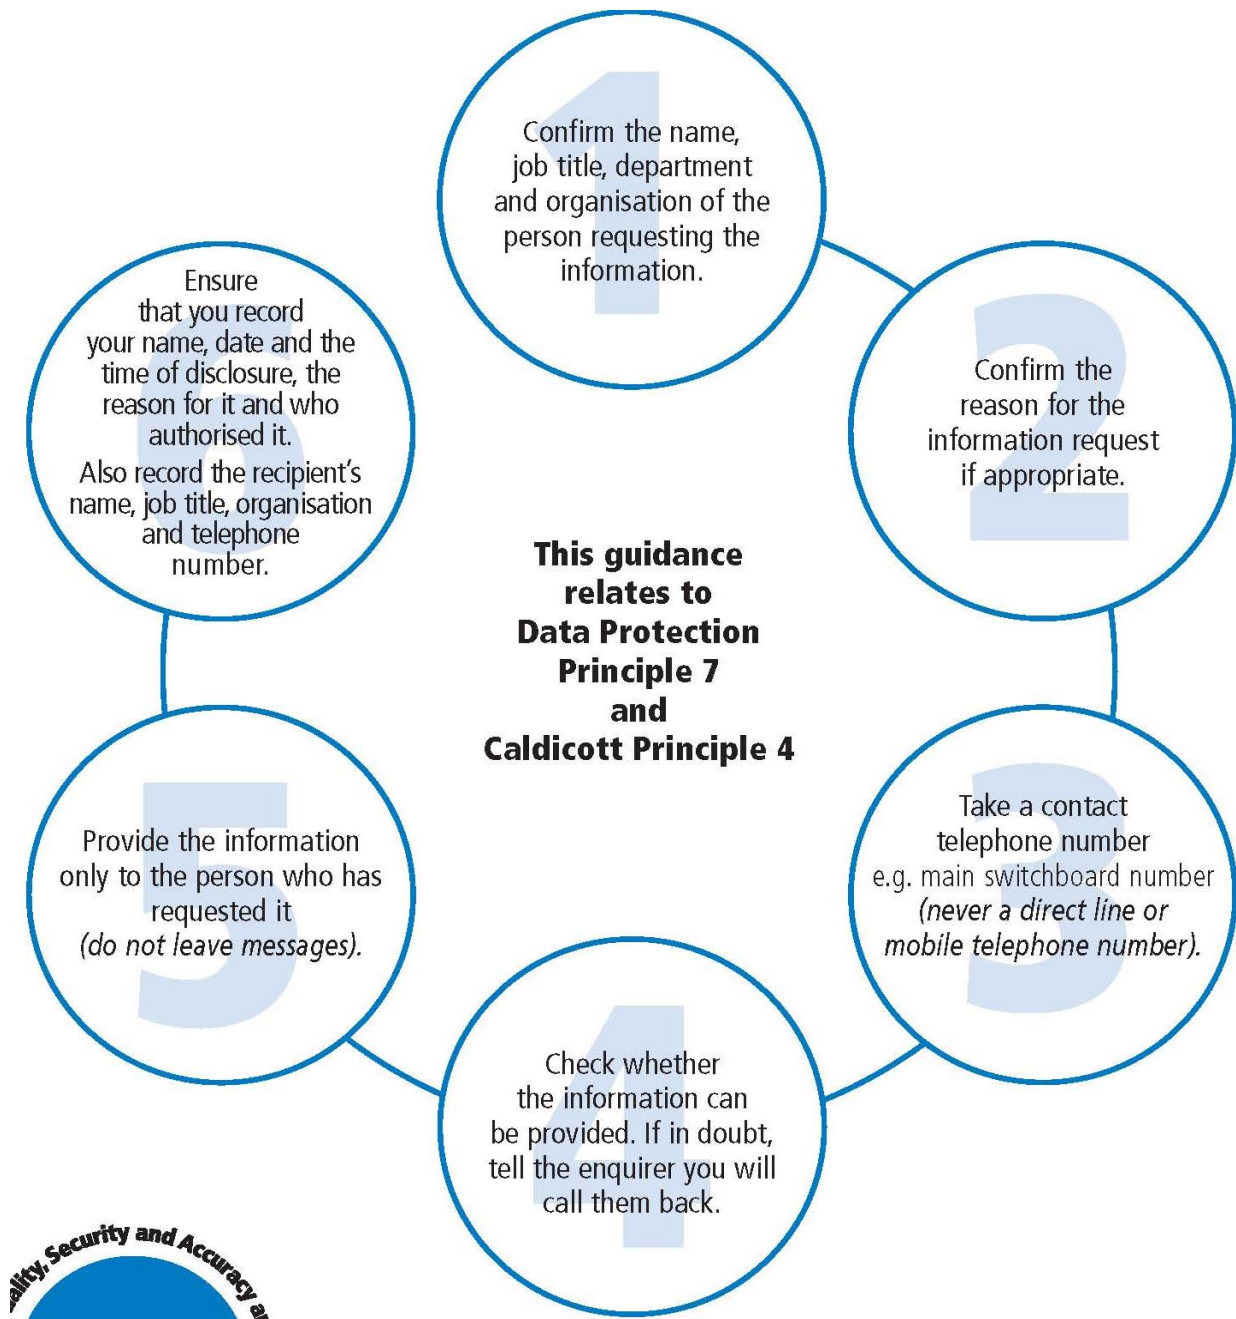 1
Confirm the name,
job title, department
and organisation of the
person requesting the
information.
2
Confirm the
reason for the
information request
if appropriate.
3
Take a contact
telephone number
e.g. main switchboard number
(never a direct line or
mobile telephone number).
4
Check whether
the information can
be provided. If in doubt,
tell the enquirer you will
call them back.
5
Provide the information
only to the person who has
requested it
(do not leave messages).
6
Ensure
that you record
your name, date and the
time of disclosure, the
reason for it and who
authorised it.
Also record the recipient's
name, job title, organisation
and telephone
number.
This guidance
relates to
Data Protection
Principle 7
and
Caldicott Principle 4
Security and Accuracy